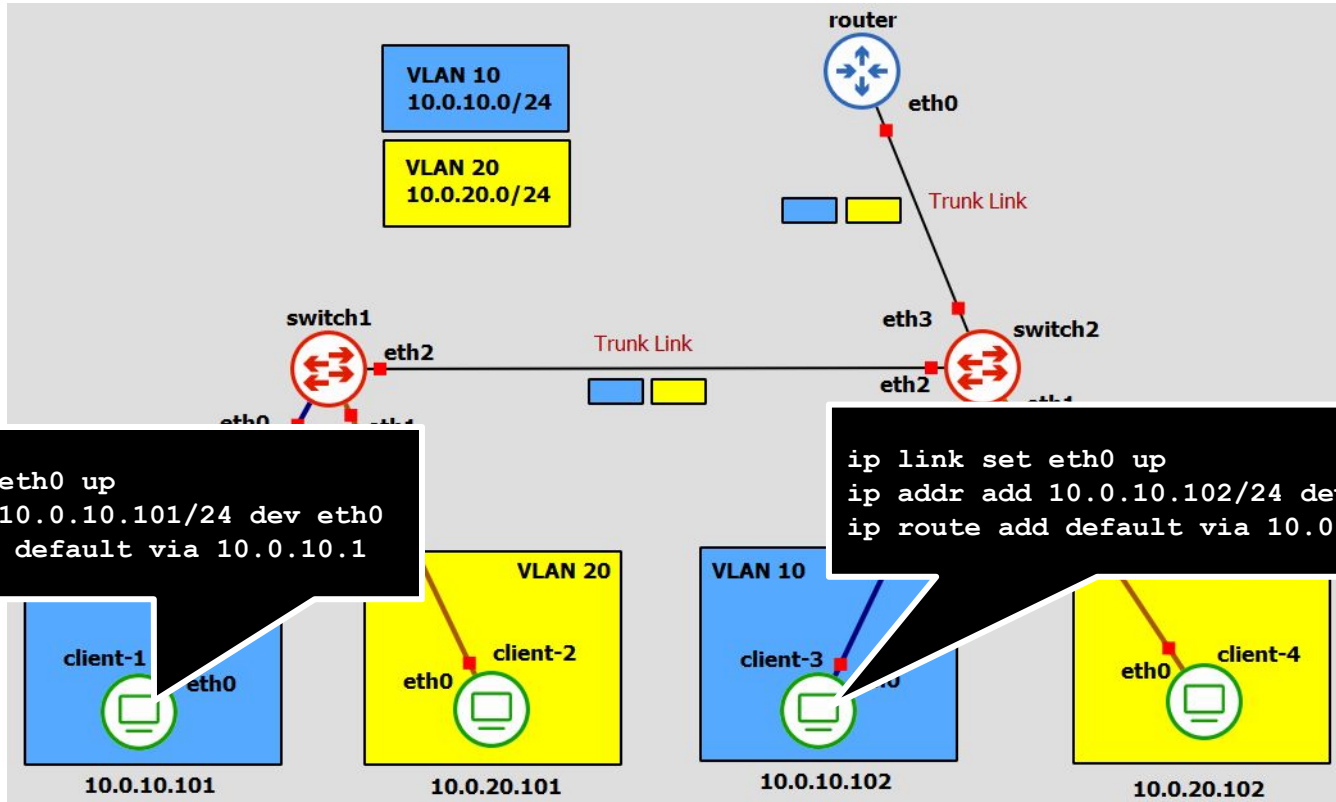 router
VLAN 10
10.0.10.0/24
eth0
VLAN 20
10.0.20.0/24
Trunk Link
switch1
eth3
switch2
eth2
Trunk Link
eth2
eth0
eth0 up
10.0.10.101/24 dev eth0
default via 10.0.10.1
ip link set eth0 up
ip addr add 10.0.10.102/24
ip route add default via
VLAN 20
VLAN 10
client-1
eth0
client-2
eth0
client-3
client-4
eth0
10.0.10.101
10.0.20.101
10.0.10.102
10.0.20.102